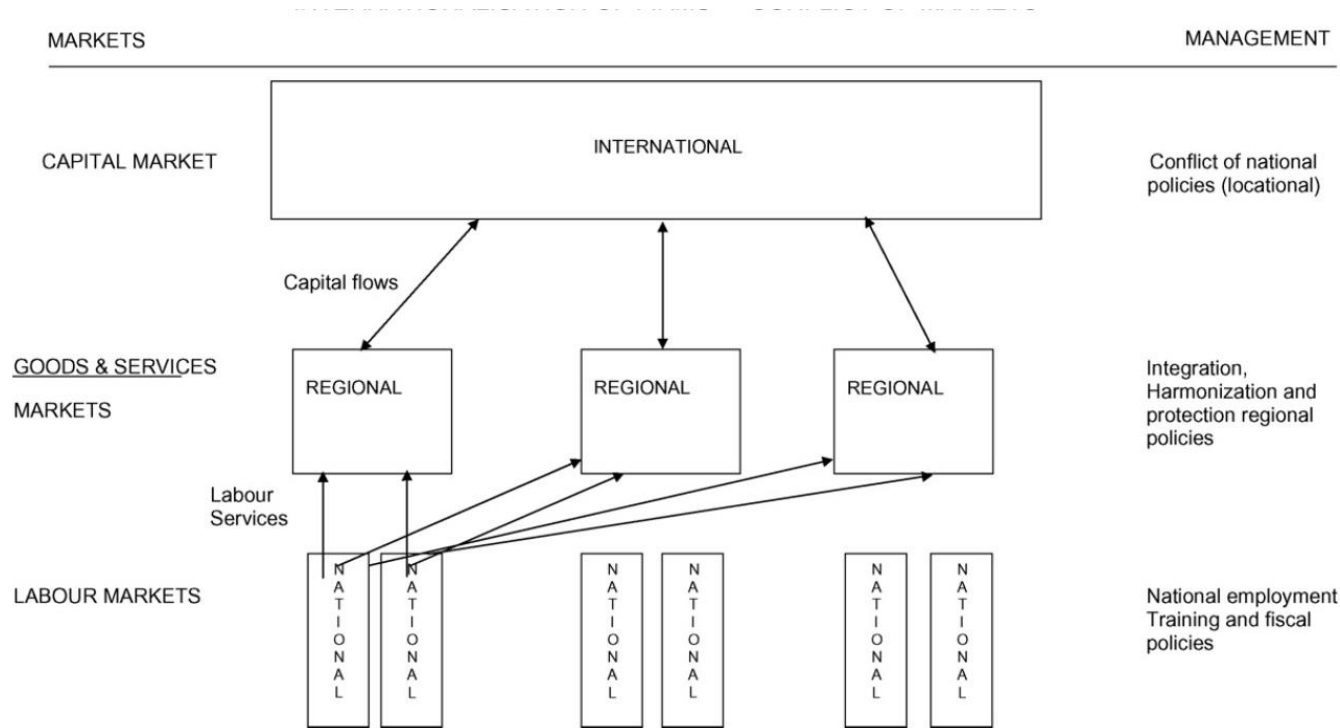 MARKETS
MANAGEMENT
INTERNATIONAL
CAPITAL MARKET
Conflict of national
policies (locational)
Capital flows
GOODS & SERVICES
MARKETS
REGIONAL
REGIONAL
REGIONAL
Integration,
Harmonization and
protection regional
policies
Labour
Services
LABOUR MARKETS
NATIONAL
NATIONAL
NATIONAL
NATIONAL
NATIONAL
NATIONAL
National employment
Training and fiscal
policies